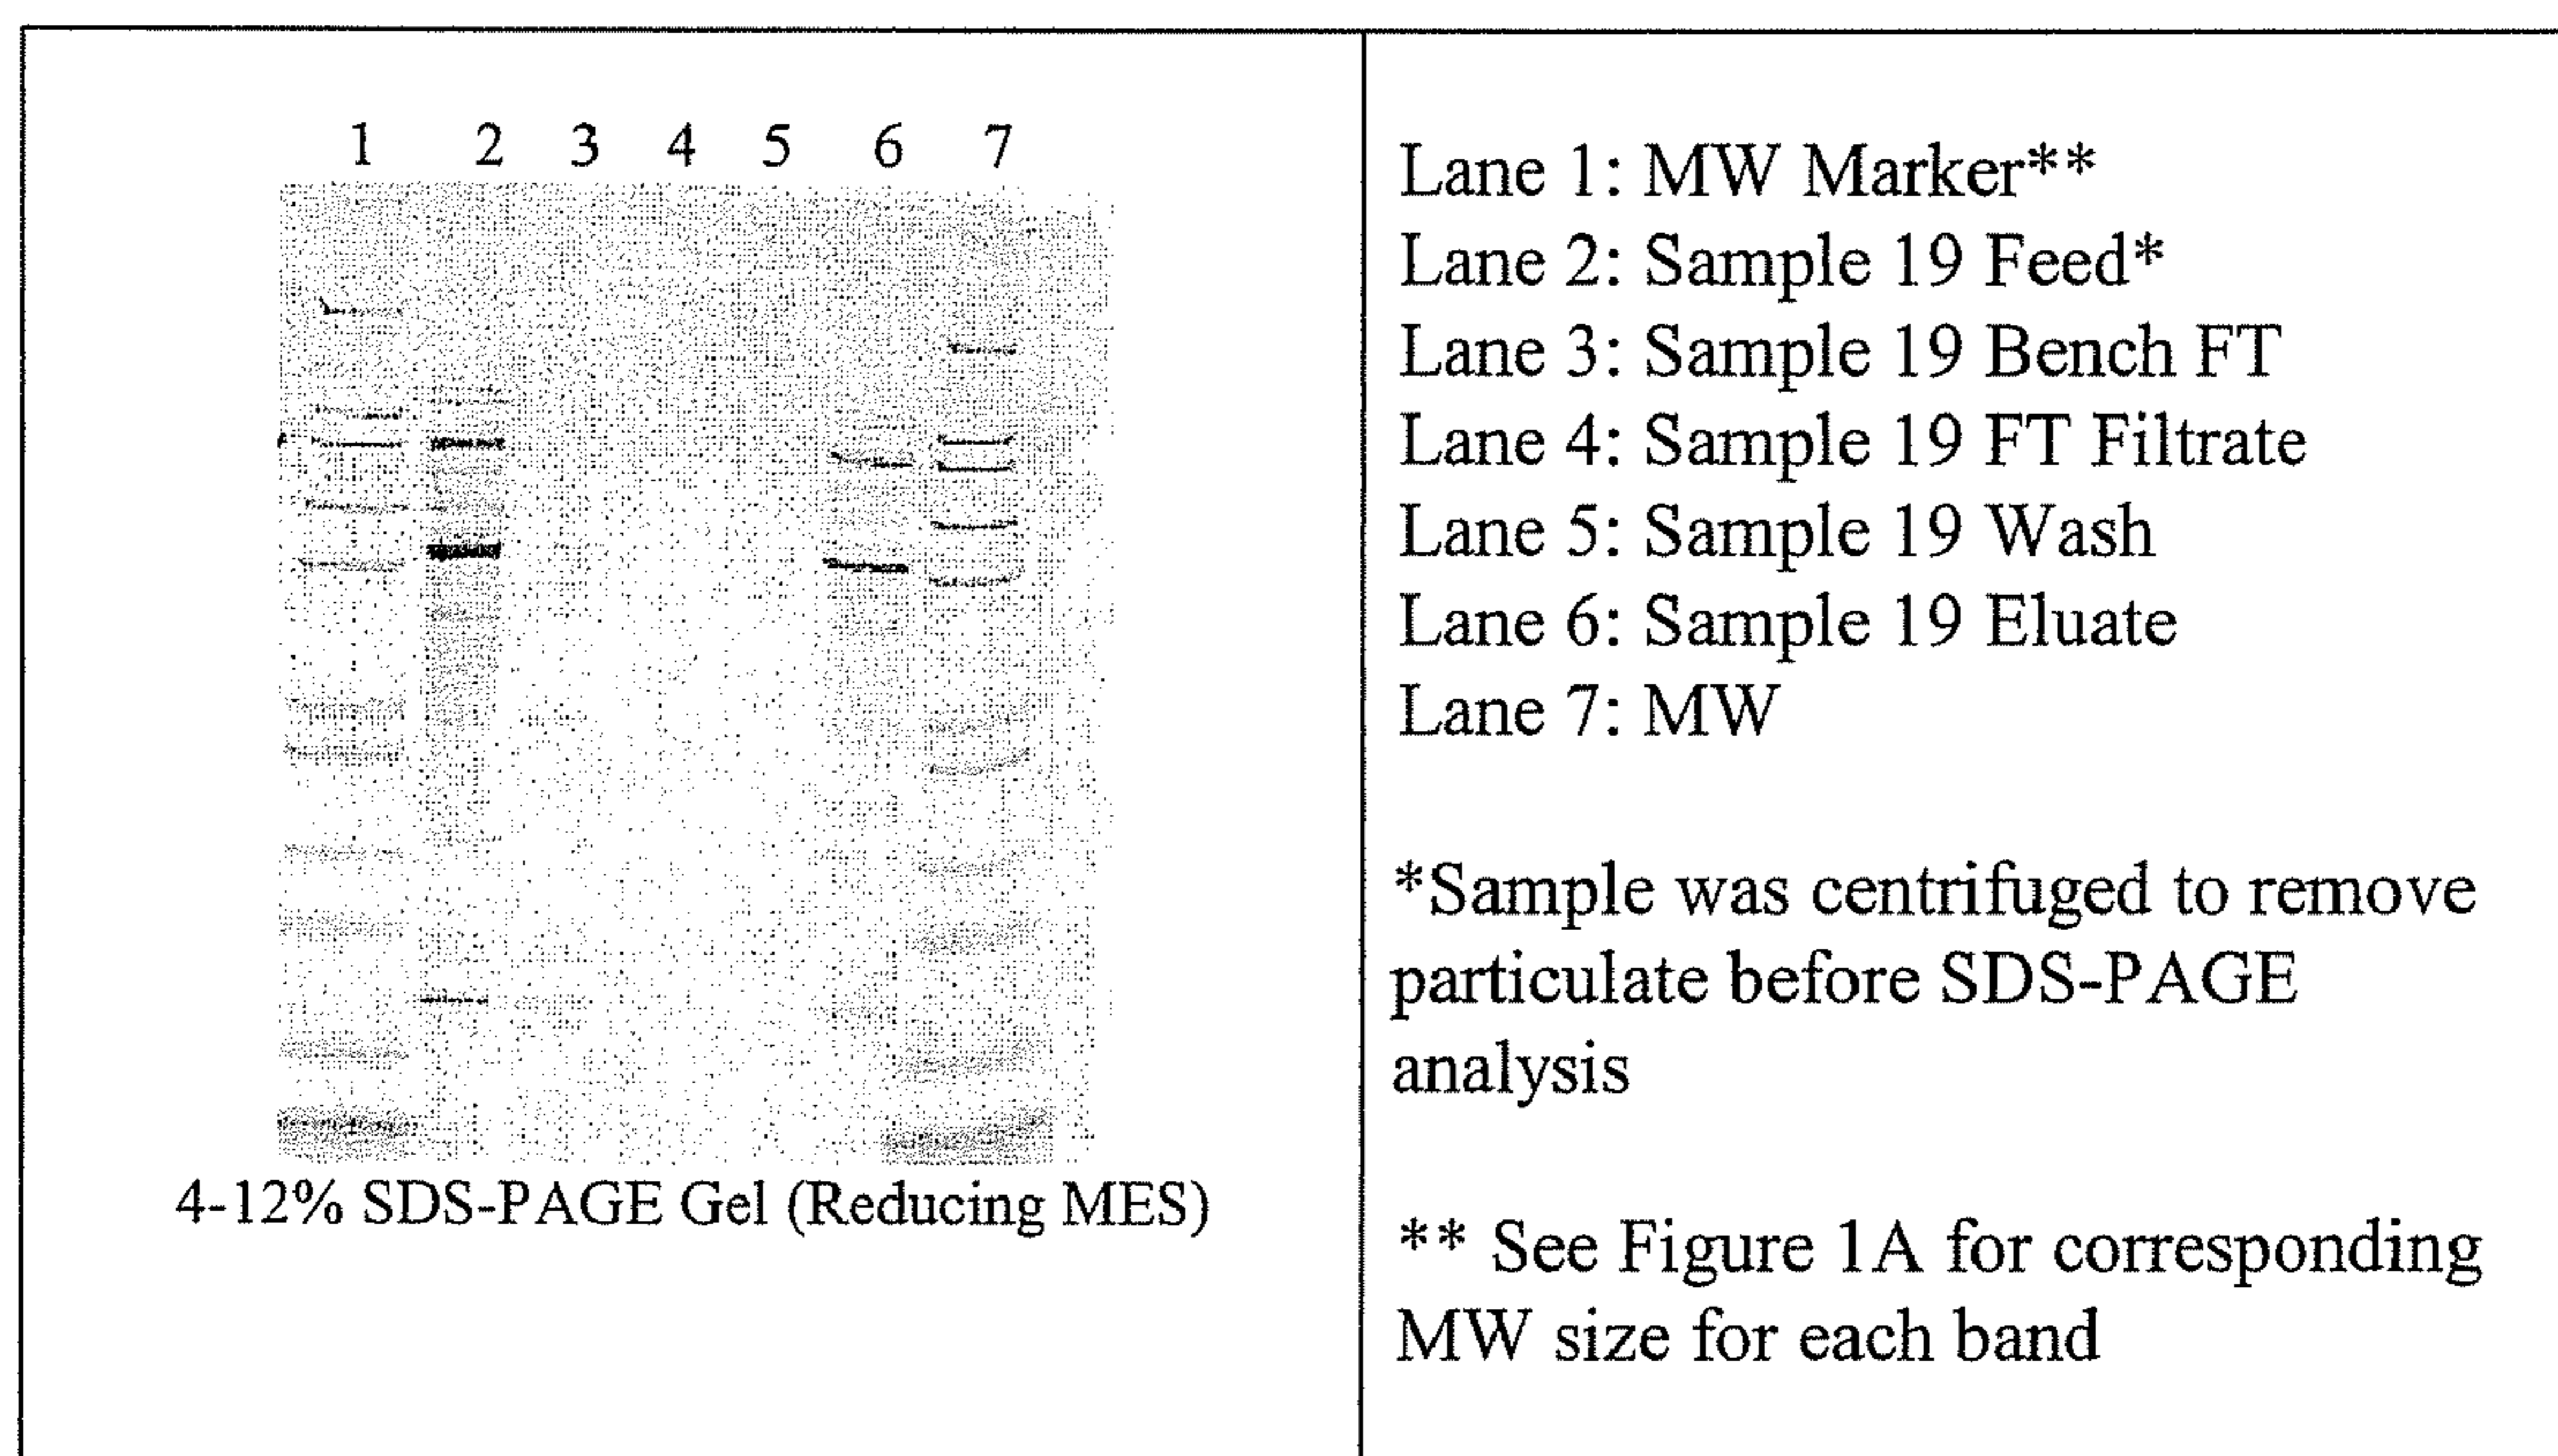 1 2 3 4 5 6 7
4-12% SDS-PAGE Gel (Reducing MES)
Lane 1: MW Marker**
Lane 2: Sample 19 Feed*
Lane 3: Sample 19 Bench FT
Lane 4: Sample 19 FT Filtrate
Lane 5: Sample 19 Wash
Lane 6: Sample 19 Eluate
Lane 7: MW
*Sample was centrifuged to remove
particulate before SDS-PAGE
analysis
** See Figure 1A for corresponding
MW size for each band